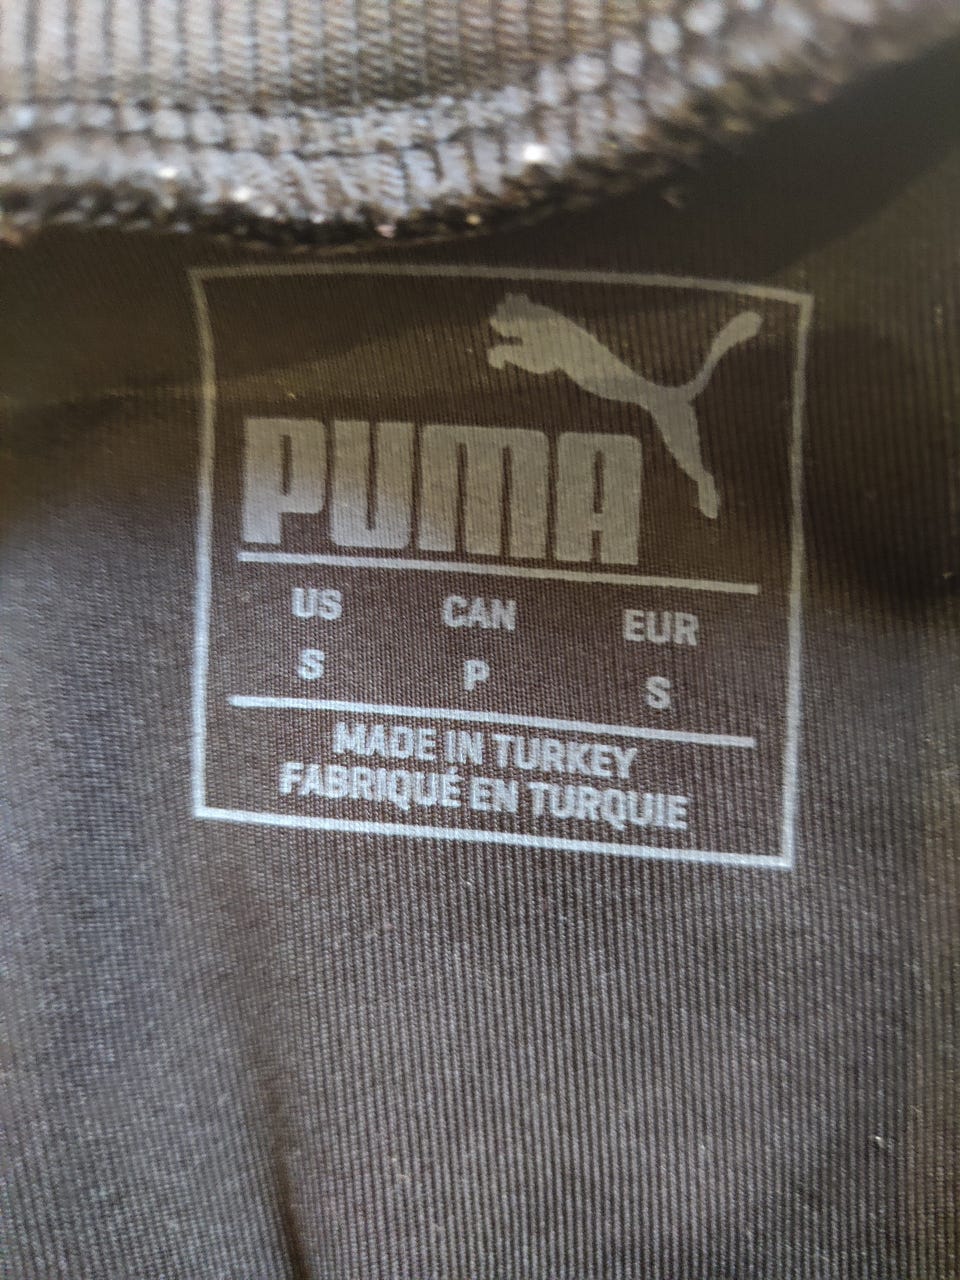 PUMA
US CAN EUR
S P S
MADE IN TURKEY
FABRIQUÉ EN TURQUIE